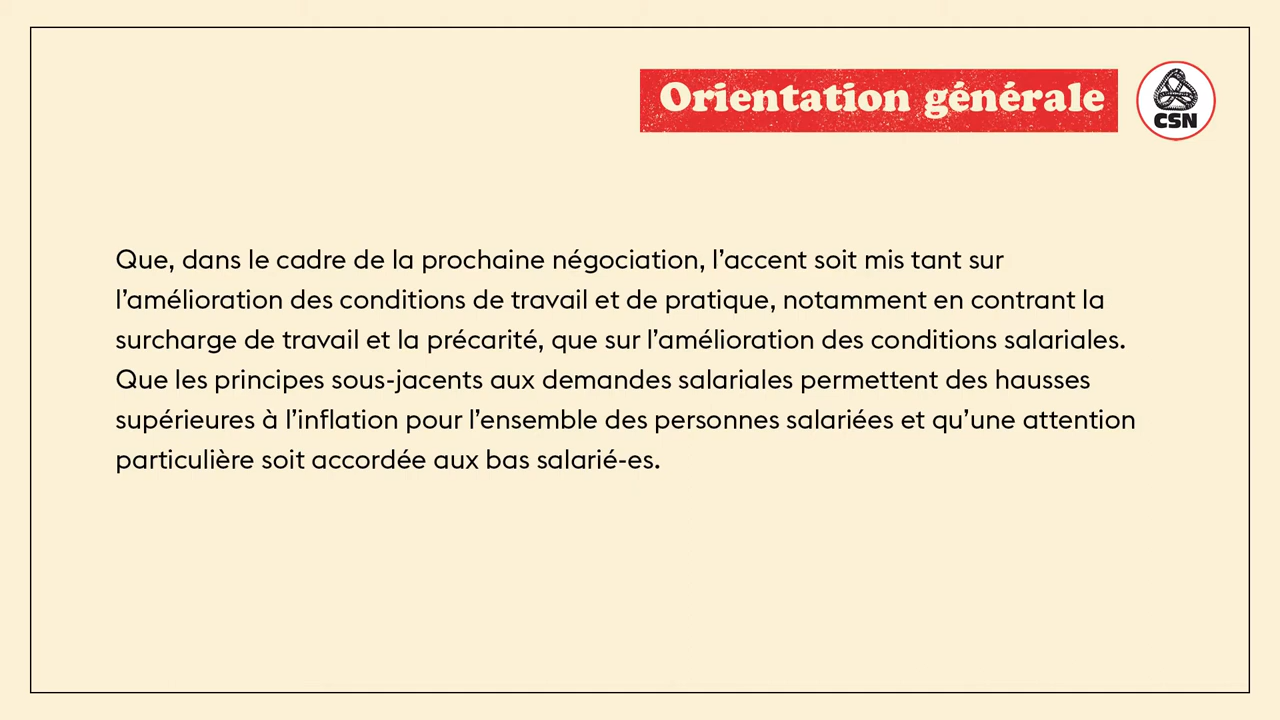 Orientation générale
CSN
Que, dans le cadre de la prochaine négociation, l’accent soit mis tant sur
l’amélioration des conditions de travail et de pratique, notamment en contrant la
surcharge de travail et la précarité, que sur l’amélioration des conditions salariales.
Que les principes sous-jacents aux demandes salariales permettent des hausses
supérieures à l’inflation pour l’ensemble des personnes salariées et qu’une attention
particulière soit accordée aux bas salarié-es.